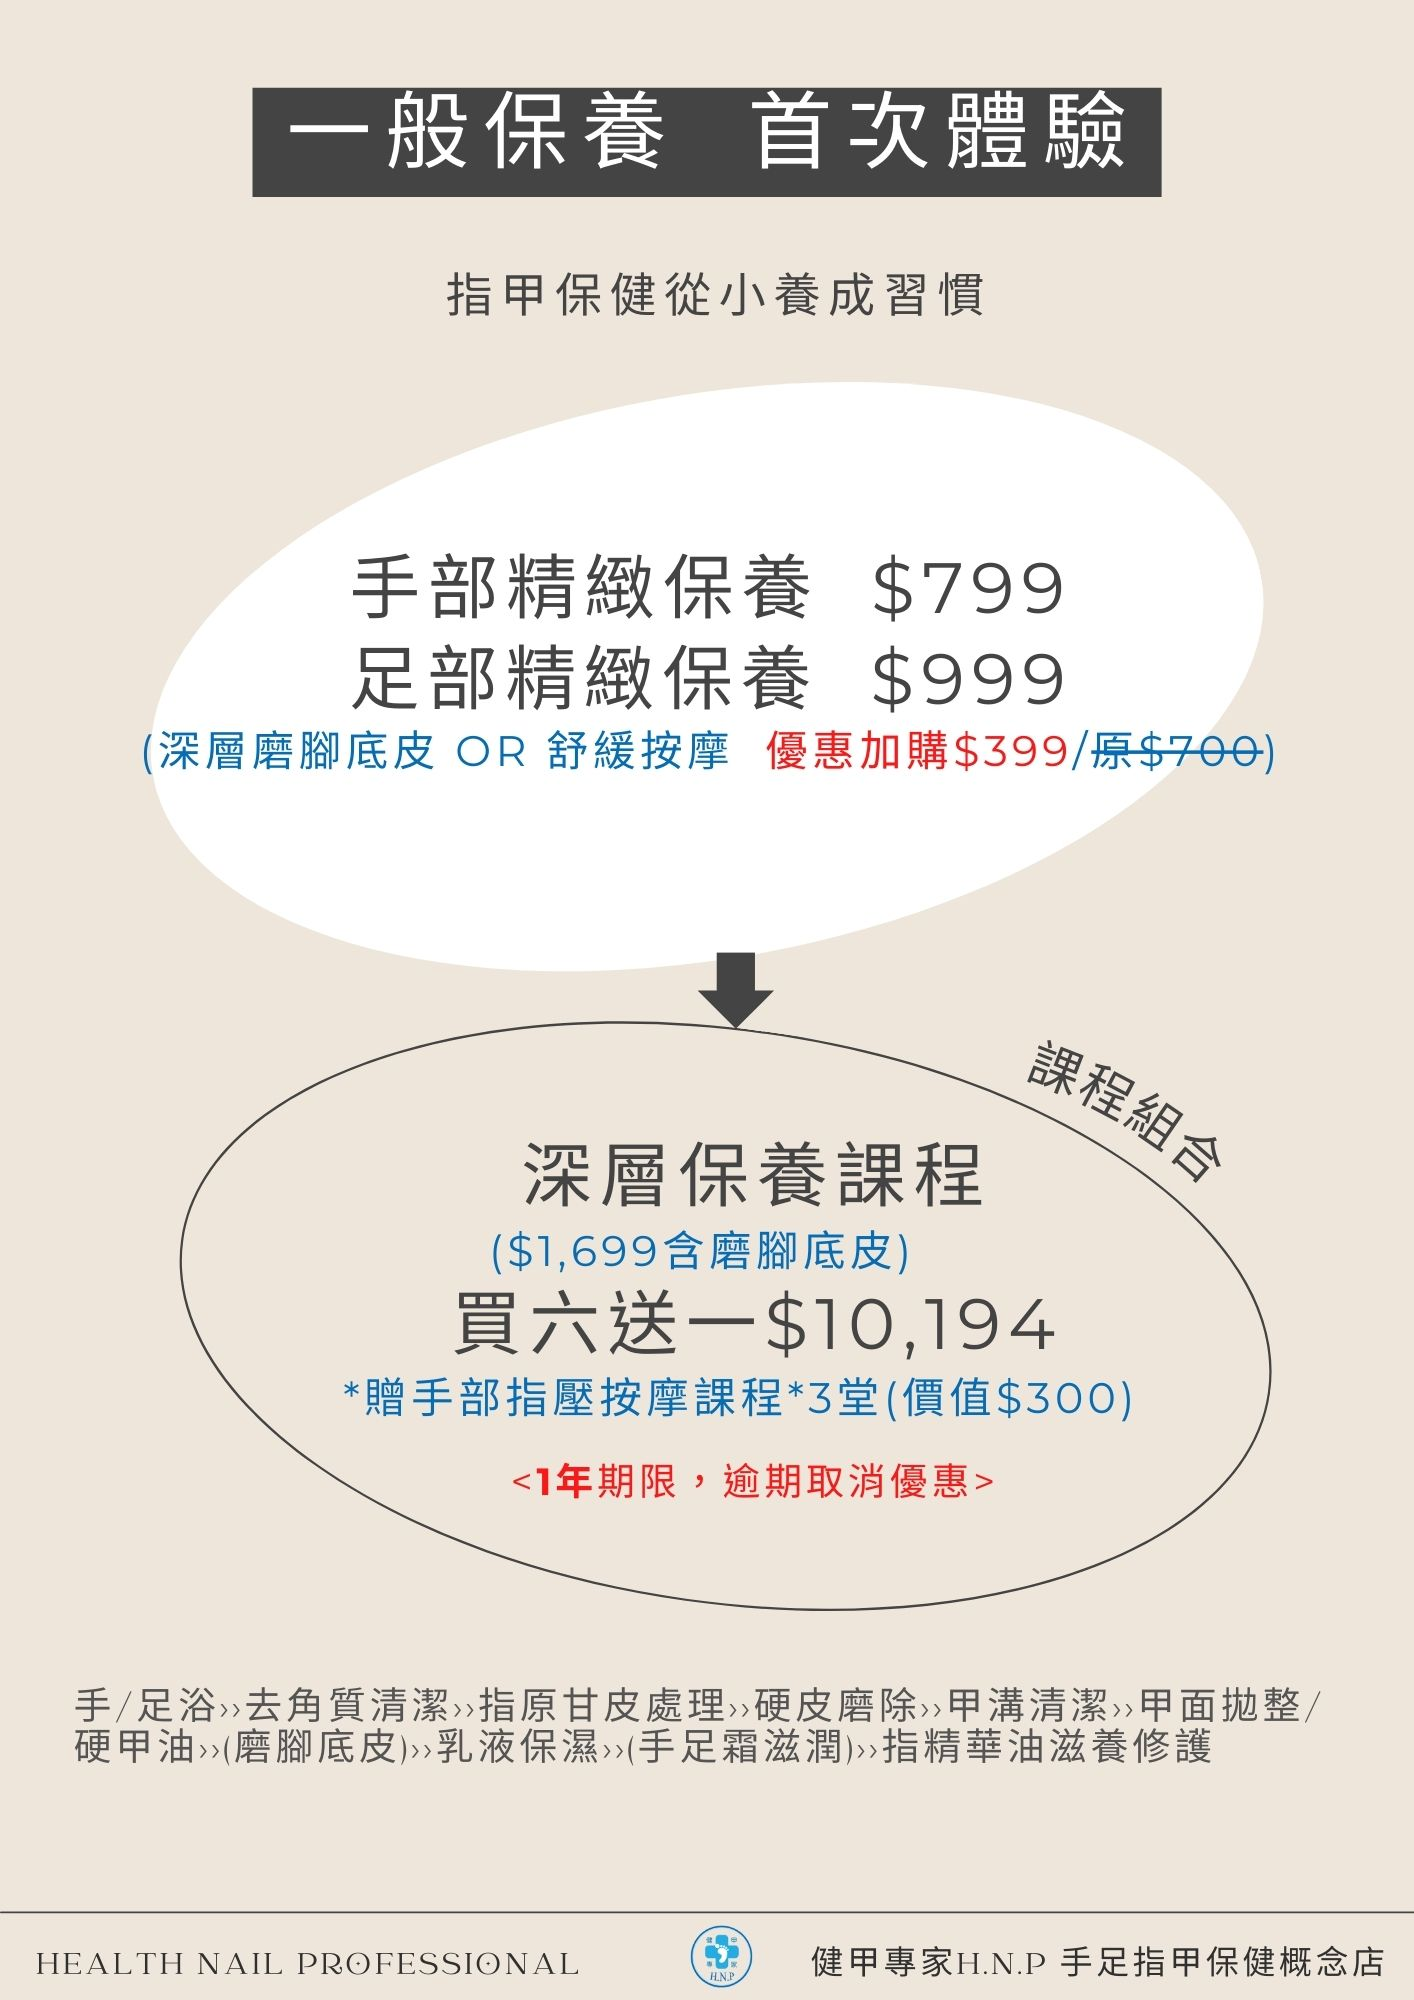 一般保養 首次體驗
指甲保健從小養成習慣
手部精緻保養 $799
足部精緻保養 $999
(深層磨腳底皮 OR 舒緩按摩 優惠加購$399/原$700)
課程組合
深層保養課程
($1,699含磨腳底皮)
買六送一$10,194
*贈手部指壓按摩課程*3堂(價值$300)
<1年期限，逾期取消優惠>
手/足浴››去角質清潔››指原甘皮處理››硬皮磨除››甲溝清潔››甲面拋整/
硬甲油››(磨腳底皮)››乳液保濕››(手足霜滋潤)››指精華油滋養修護
HEALTH NAIL PROFESSIONAL
健甲專家
H.N.P
健甲專家H.N.P 手足指甲保健概念店